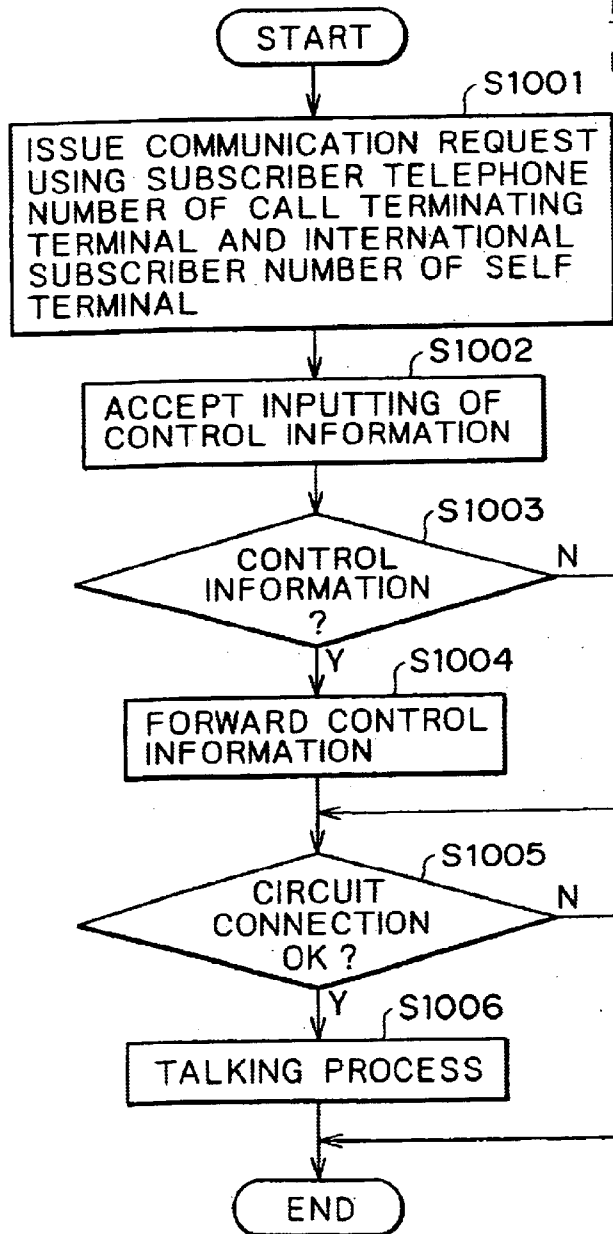 START
S1001
ISSUE COMMUNICATION REQUEST
USING SUBSCRIBER TELEPHONE
NUMBER OF CALL TERMINATING
TERMINAL AND INTERNATIONAL
SUBSCRIBER NUMBER OF SELF
TERMINAL
S1002
ACCEPT INPUTTING OF
CONTROL INFORMATION
S1003
CONTROL
INFORMATION
?
N
Y
S1004
FORWARD CONTROL
INFORMATION
S1005
CIRCUIT
CONNECTION
OK ?
N
Y
S1006
TALKING PROCESS
END